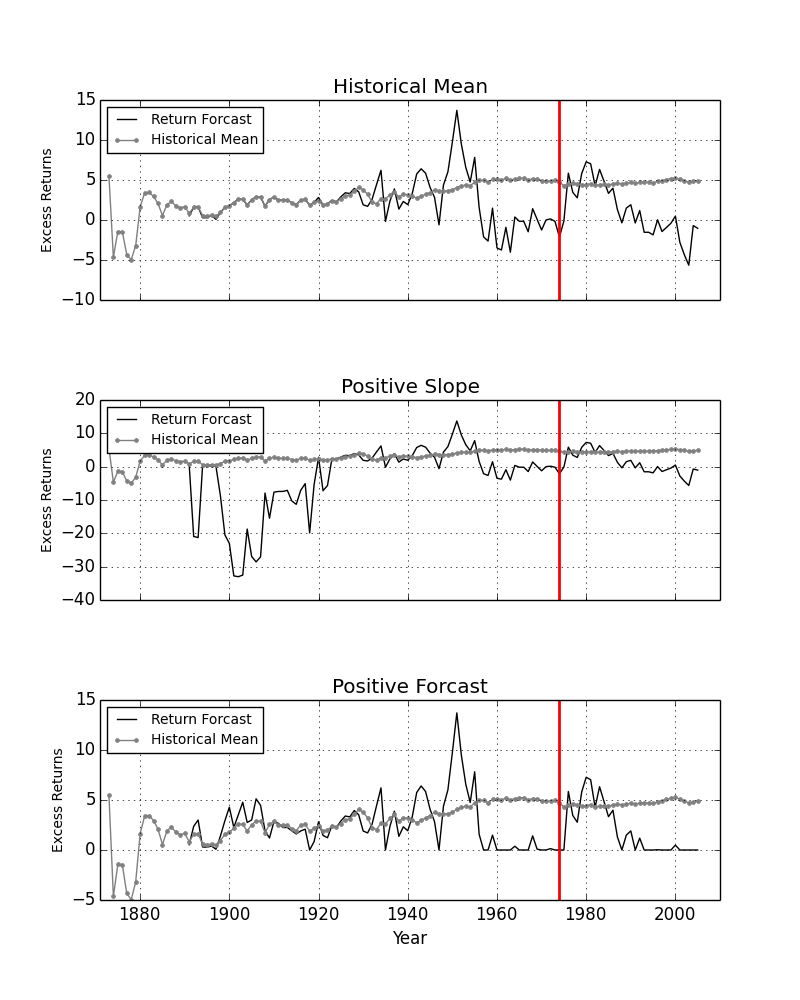 Historical Mean
15
10
5
0
−5
−10
Excess Returns
Return Forcast
Historical Mean
Positive Slope
20
10
0
−10
−20
−30
−40
Excess Returns
Return Forcast
Historical Mean
Positive Forcast
15
10
5
0
−5
Excess Returns
Return Forcast
Historical Mean
1880 1900 1920 1940 1960 1980 2000
Year